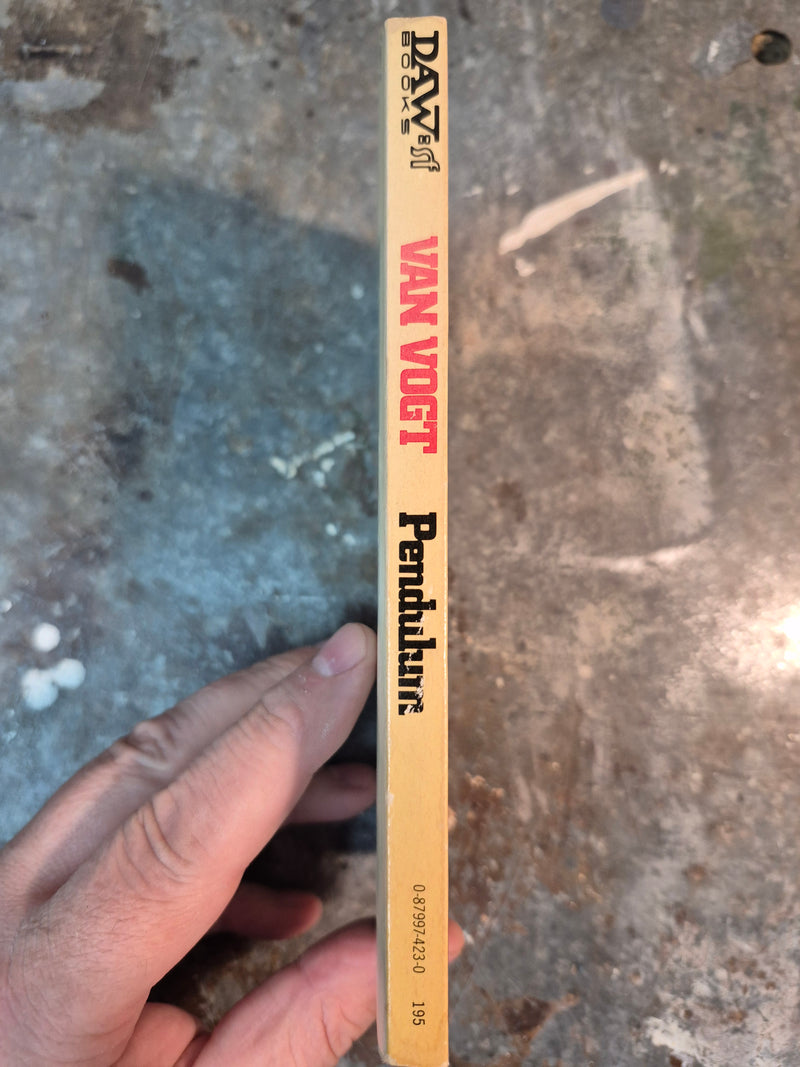 DAW
BOOKS
sf
VAN VOGT
Pendulum
0-87997-423-0 195